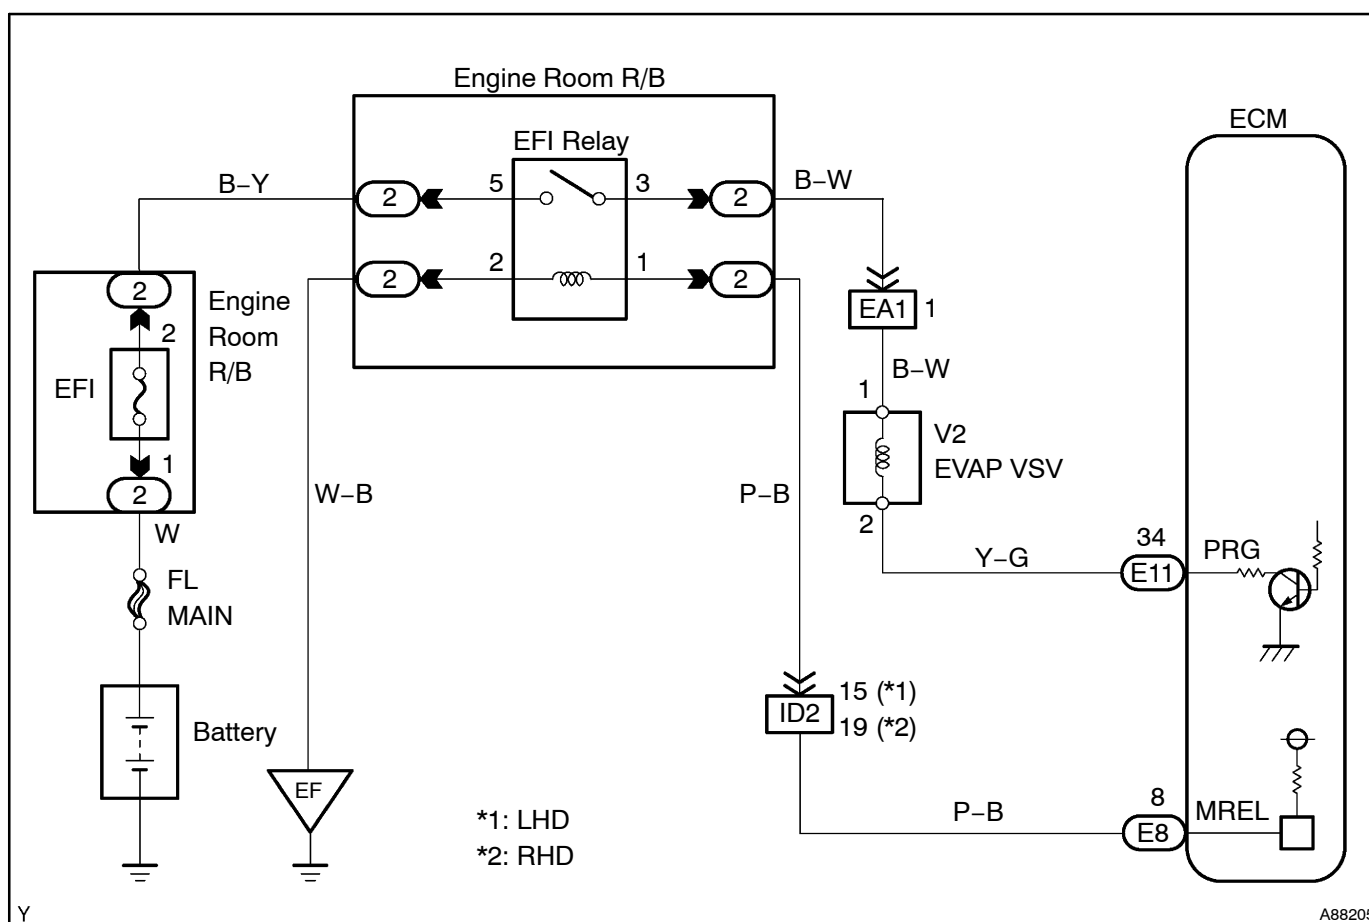 Engine Room R/B
ECM
EFI Relay
B–Y
2
5
3
2
B–W
2
2
1
2
2
Engine
Room
R/B
2
EFI
1
2
W
EA1 1
B–W
1
V2
EVAP VSV
2
W–B
P–B
Y–G
34
E11
PRG
FL
MAIN
Battery
EF
ID2
15 (*1)
19 (*2)
*1: LHD
*2: RHD
P–B
8
E8
MREL
Y
A88205